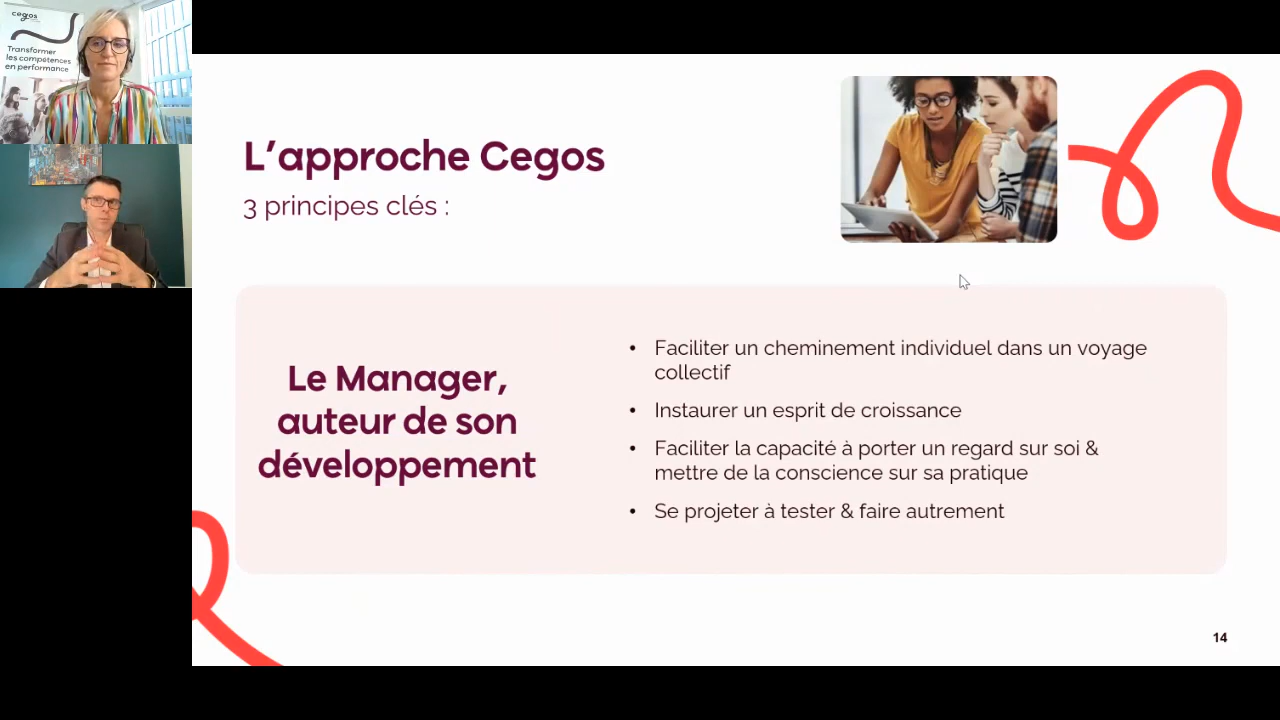 cegos
Transformer
les compétences
en performance
L'approche Cegos
3 principes clés :
Le Manager,
auteur de son
développement
• Faciliter un cheminement individuel dans un voyage
collectif
• Instaurer un esprit de croissance
• Faciliter la capacité à porter un regard sur soi &
mettre de la conscience sur sa pratique
• Se projeter à tester & faire autrement
14